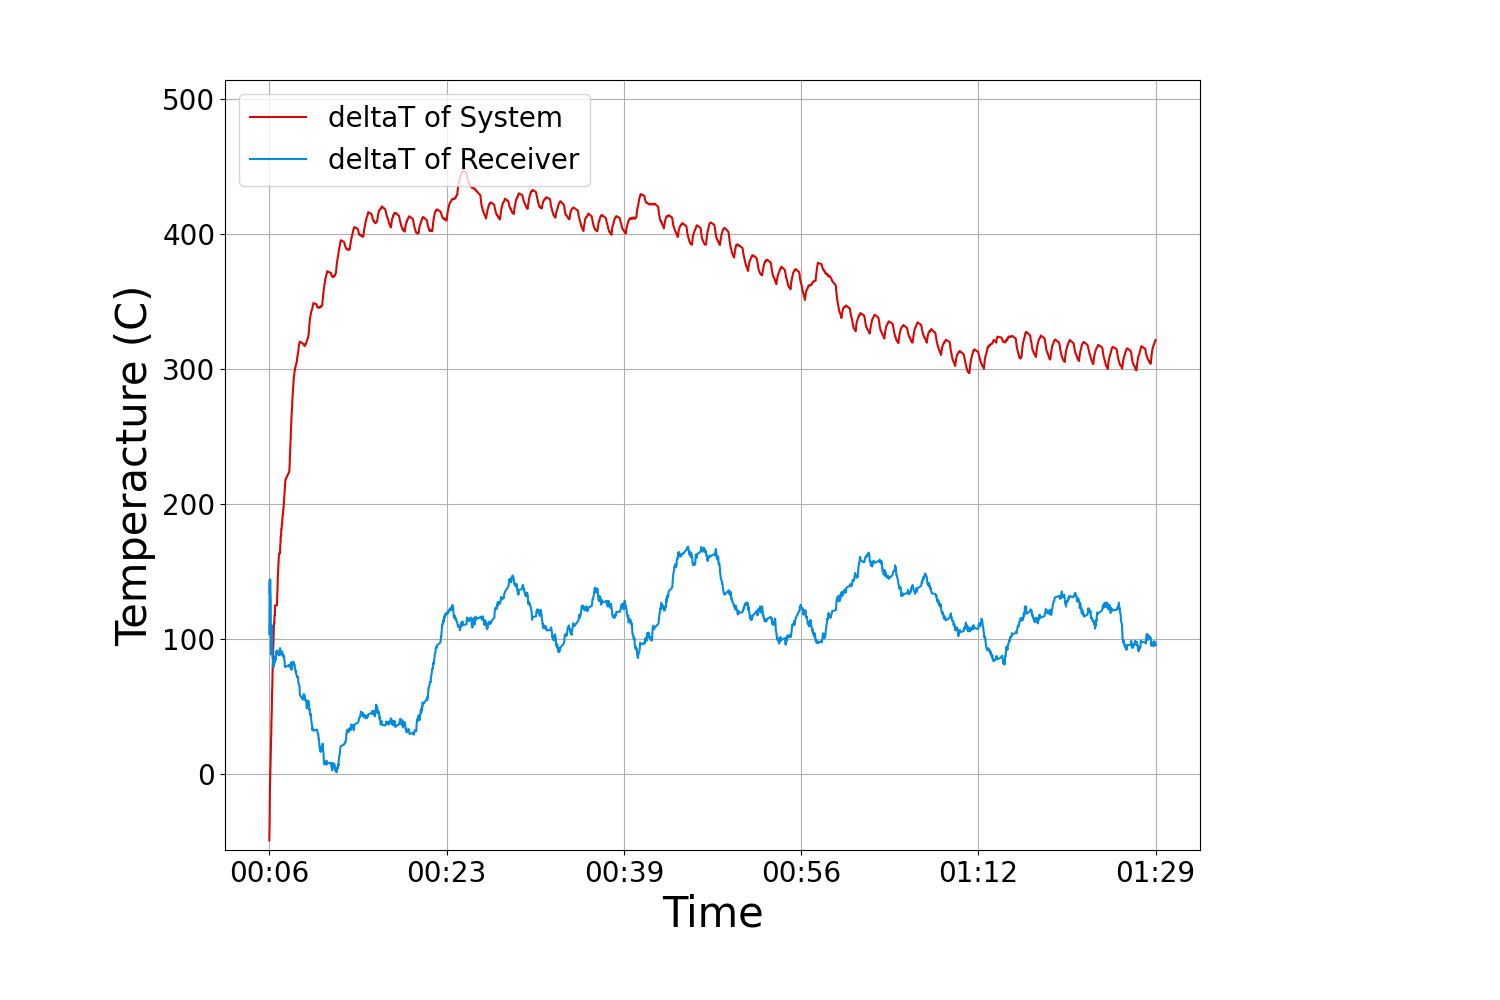 500
400
300
200
100
0
Temperacture (C)
deltaT of System
deltaT of Receiver
00:06 00:23 00:39 00:56 01:12 01:29
Time